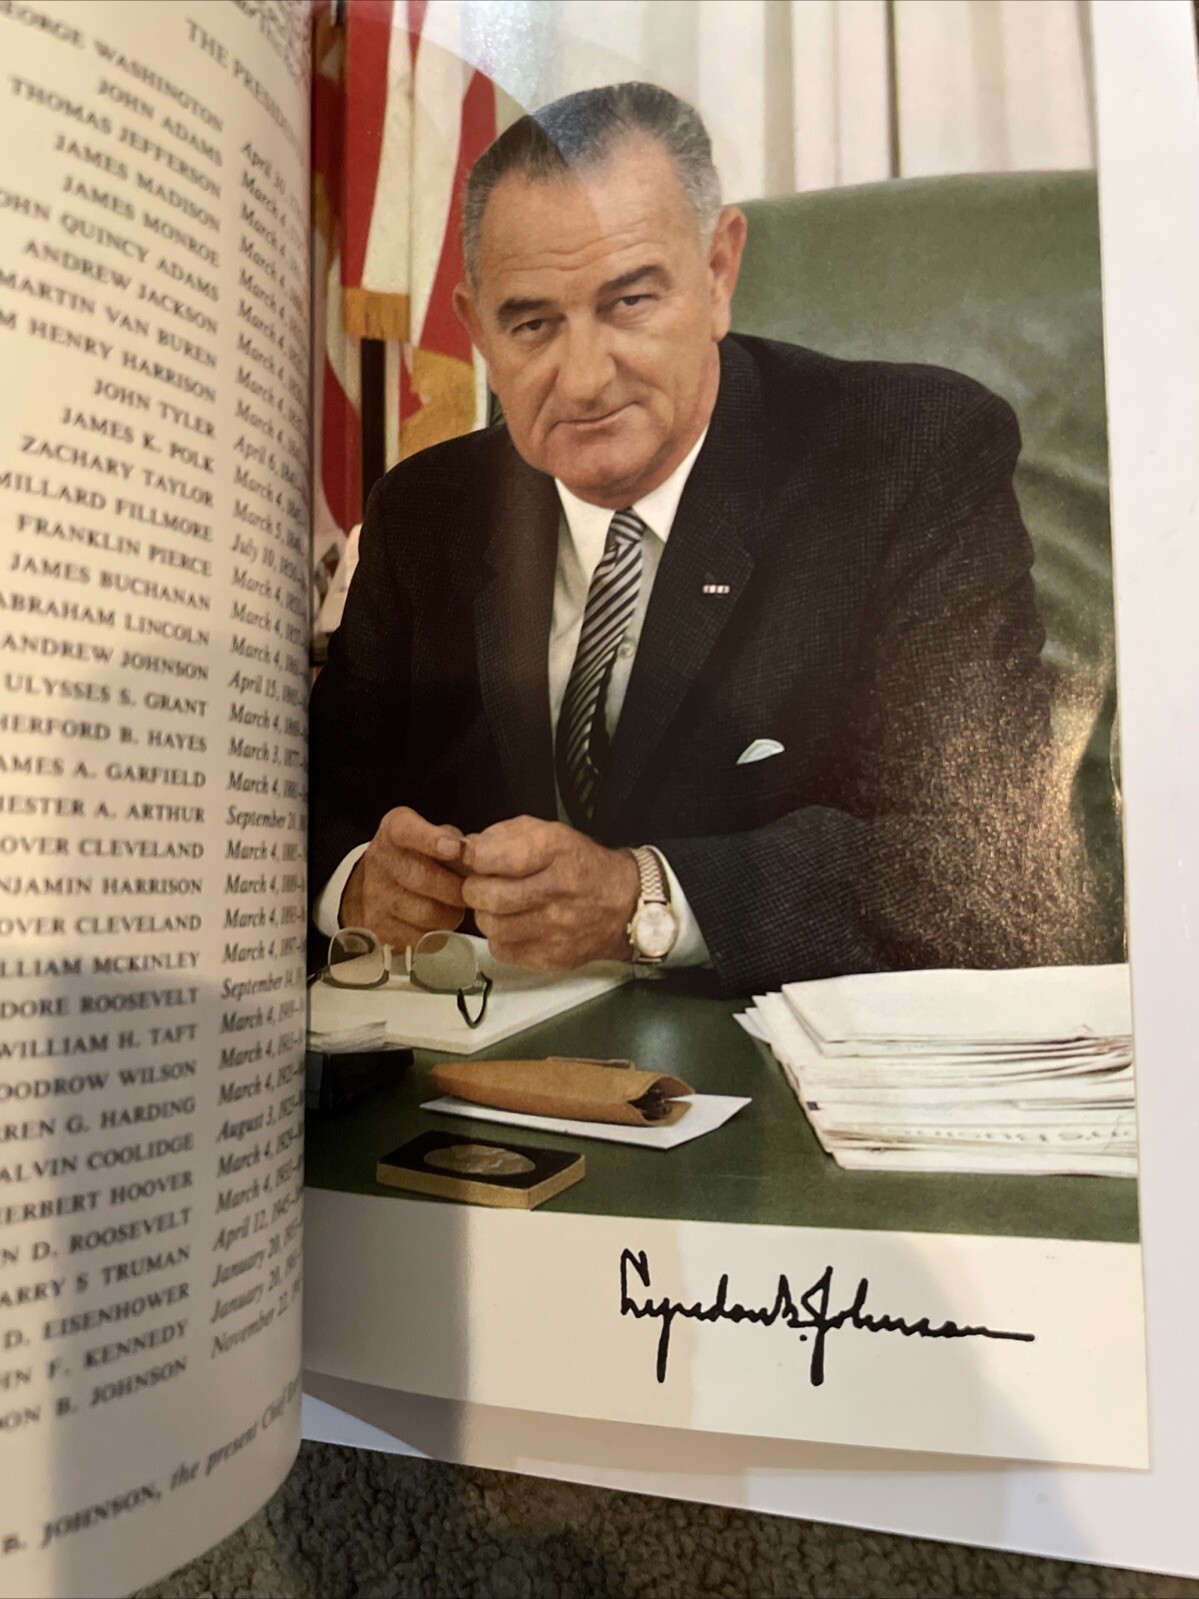 THE PRESIDEN
EORGE WASHINGTON April 30,
JOHN ADAMS March 4,
THOMAS JEFFERSON March 4,
JAMES MADISON March 4,
JAMES MONROE March 4,
OHN QUINCY ADAMS March 4,
ANDREW JACKSON March 4,
MARTIN VAN BUREN March 4,
M HENRY HARRISON March 4,
JOHN TYLER April 6,
JAMES K. POLK March 4,
ZACHARY TAYLOR March 5,
MILLARD FILLMORE July 10,
FRANKLIN PIERCE March 4,
JAMES BUCHANAN March 4,
ABRAHAM LINCOLN March 4,
ANDREW JOHNSON April 15,
ULYSSES S. GRANT March 4,
HERFORD B. HAYES March 3,
AMES A. GARFIELD March 4,
HESTER A. ARTHUR September
OVER CLEVELAND March 4,
NJAMIN HARRISON March 4,
OVER CLEVELAND March 4,
LLIAM MCKINLEY March 4,
DORE ROOSEVELT September 14,
WILLIAM H. TAFT March 4,
OODROW WILSON March 4,
REN G. HARDING March 4,
ALVIN COOLIDGE August 3,
HERBERT HOOVER March 4,
N D. ROOSEVELT March 4,
ARRY S TRUMAN April 12,
D. EISENHOWER January 20,
HN F. KENNEDY January 20,
ON B. JOHNSON November 22,
B. JOHNSON, the present Chief
Lyndon B. Johnson